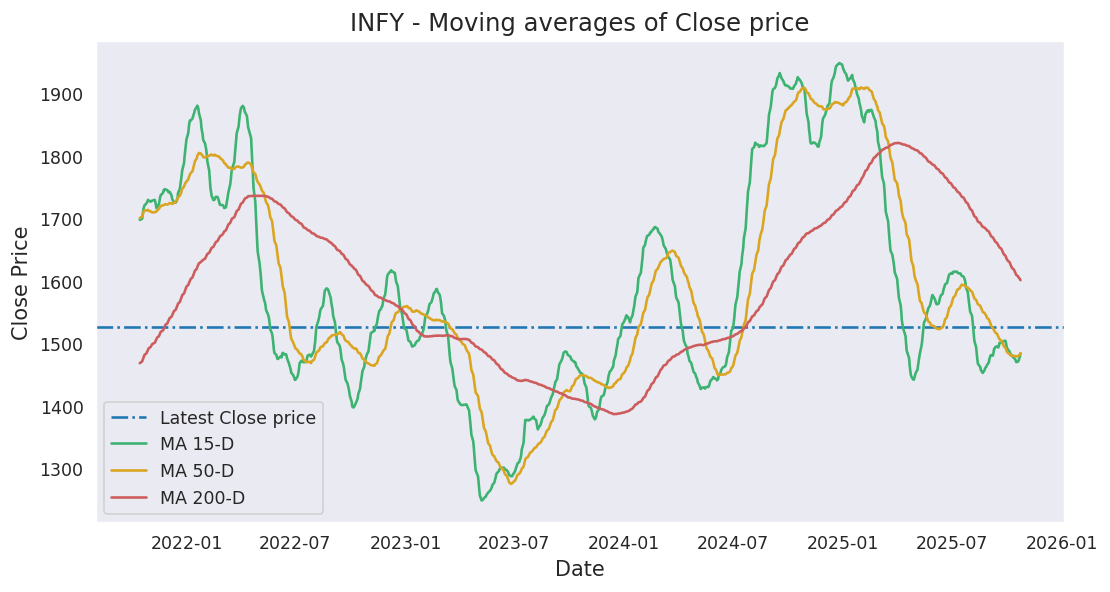 INFY - Moving averages of Close price
Close Price
1900
1800
1700
1600
1500
1400
1300
Latest Close price
MA 15-D
MA 50-D
MA 200-D
2022-01 2022-07 2023-01 2023-07 2024-01 2024-07 2025-01 2025-07 2026-01
Date